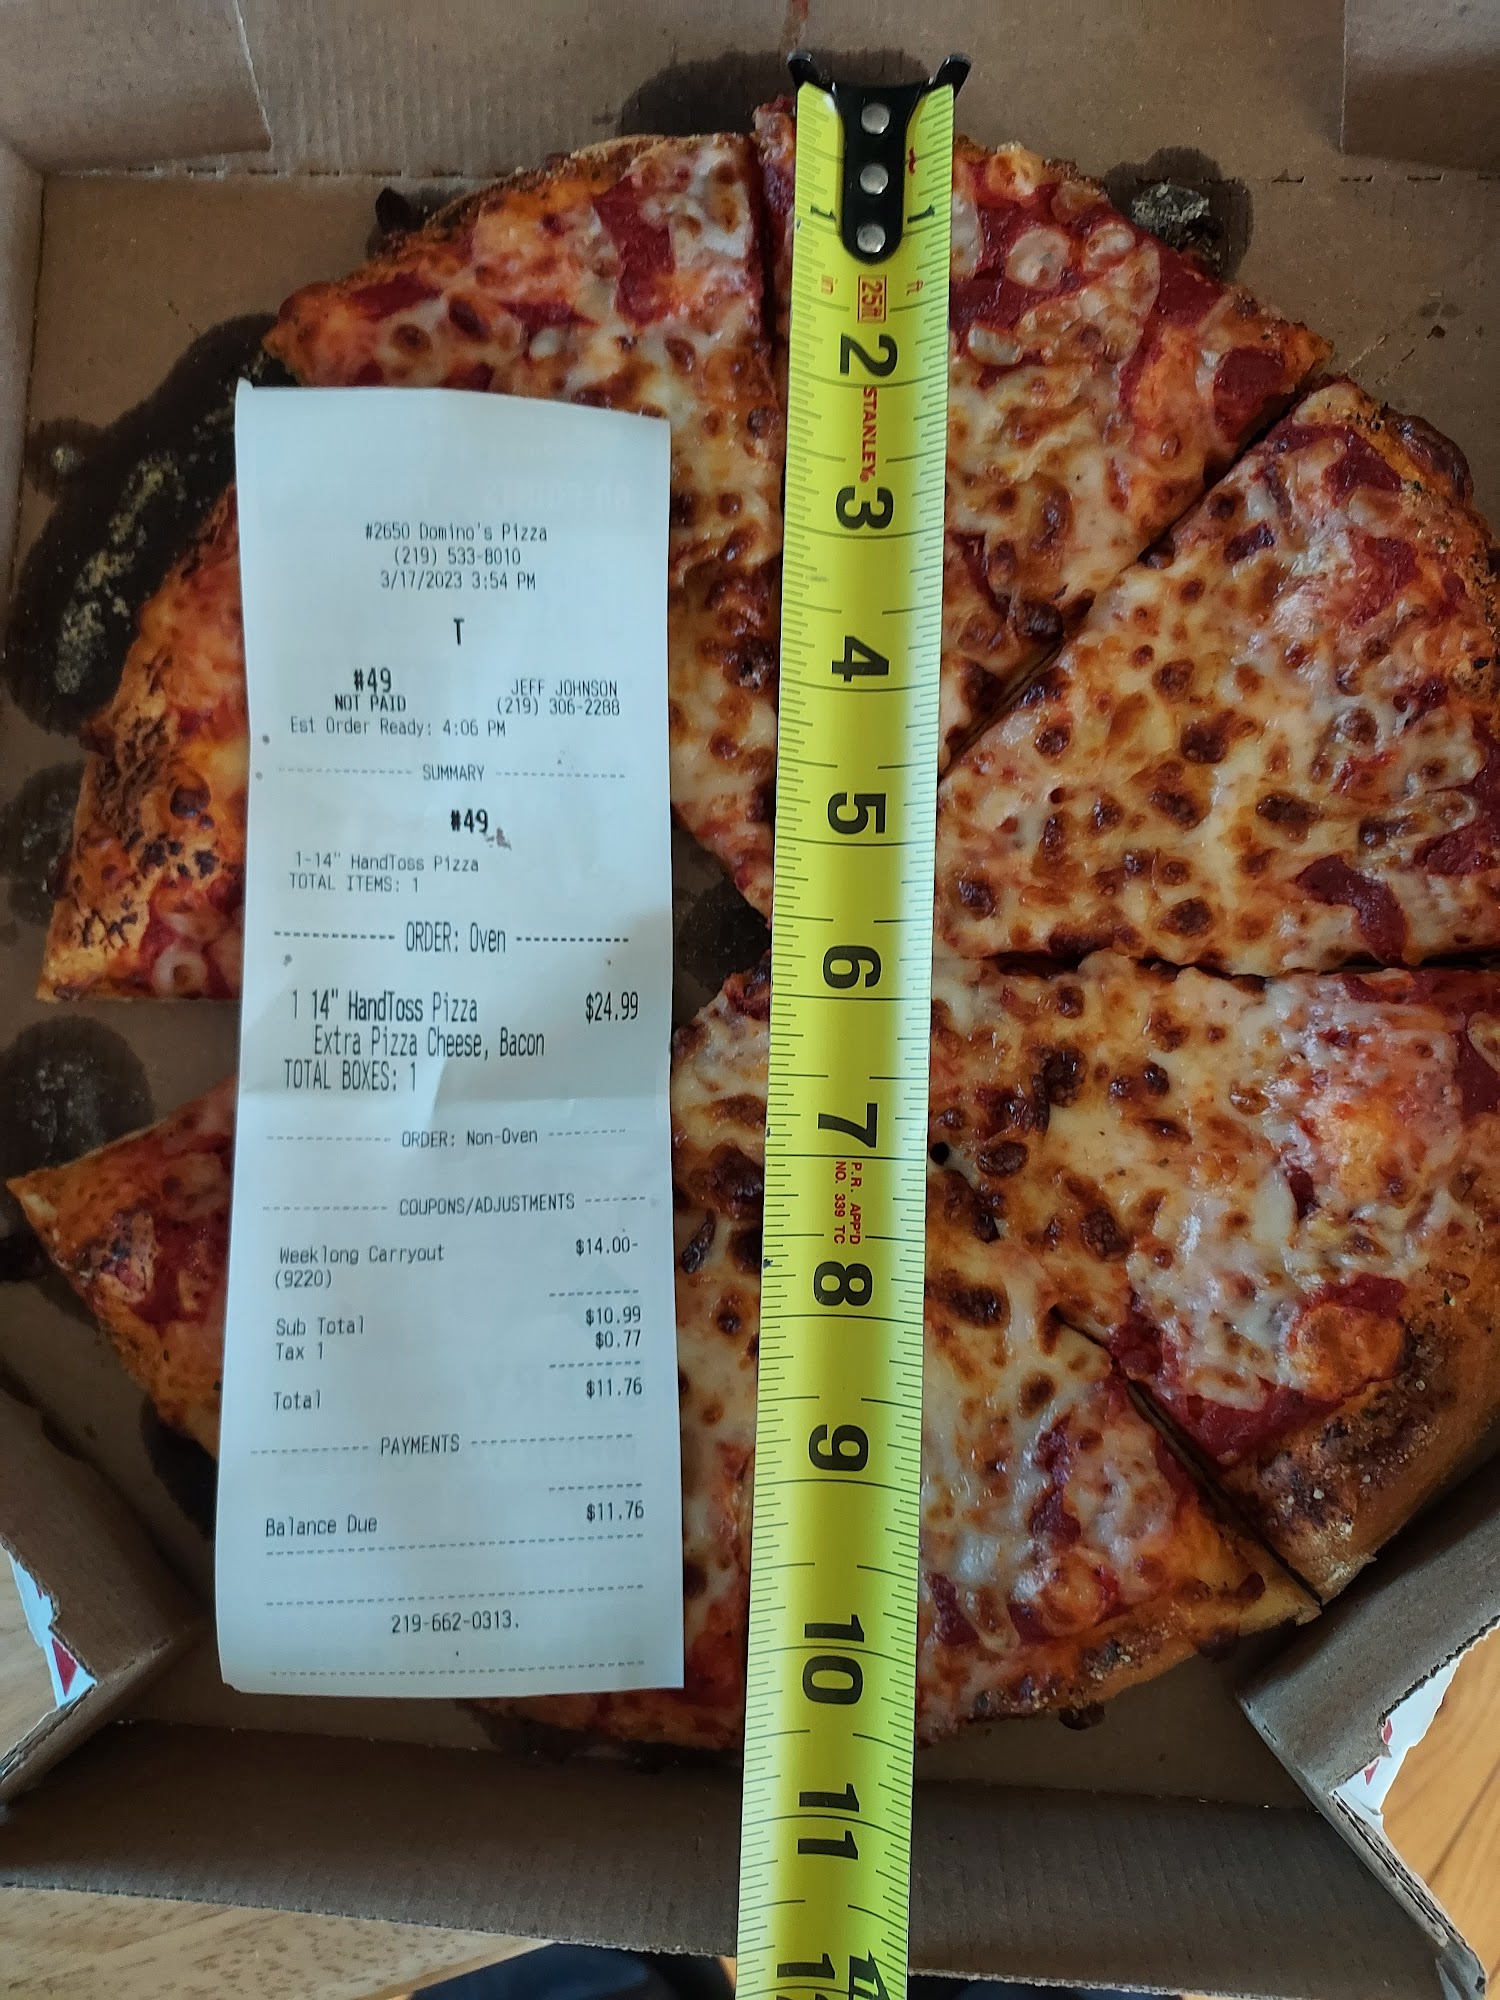 #2650 Domino's Pizza
(219) 533-8010
3/17/2023 3:54 PM
T
#49
NOT PAID
JEFF JOHNSON
(219) 306-2288
Est Order Ready: 4:06 PM
SUMMARY
#49
1-14" HandToss Pizza
TOTAL ITEMS: 1
ORDER: Oven
1 14" HandToss Pizza $24.99
Extra Pizza Cheese, Bacon
TOTAL BOXES: 1
ORDER: Non-Oven
COUPONS/ADJUSTMENTS
Weeklong Carryout $14.00-
(9220)
Sub Total $10.99
Tax 1 $0.77
Total $11.76
PAYMENTS
Balance Due $11.76
219-662-0313.
1 1
in 25ft ft
2
STANLEY®
3
4
5
6
7
P.R. APP'D
NO. 339 TC
8
9
10
11
12